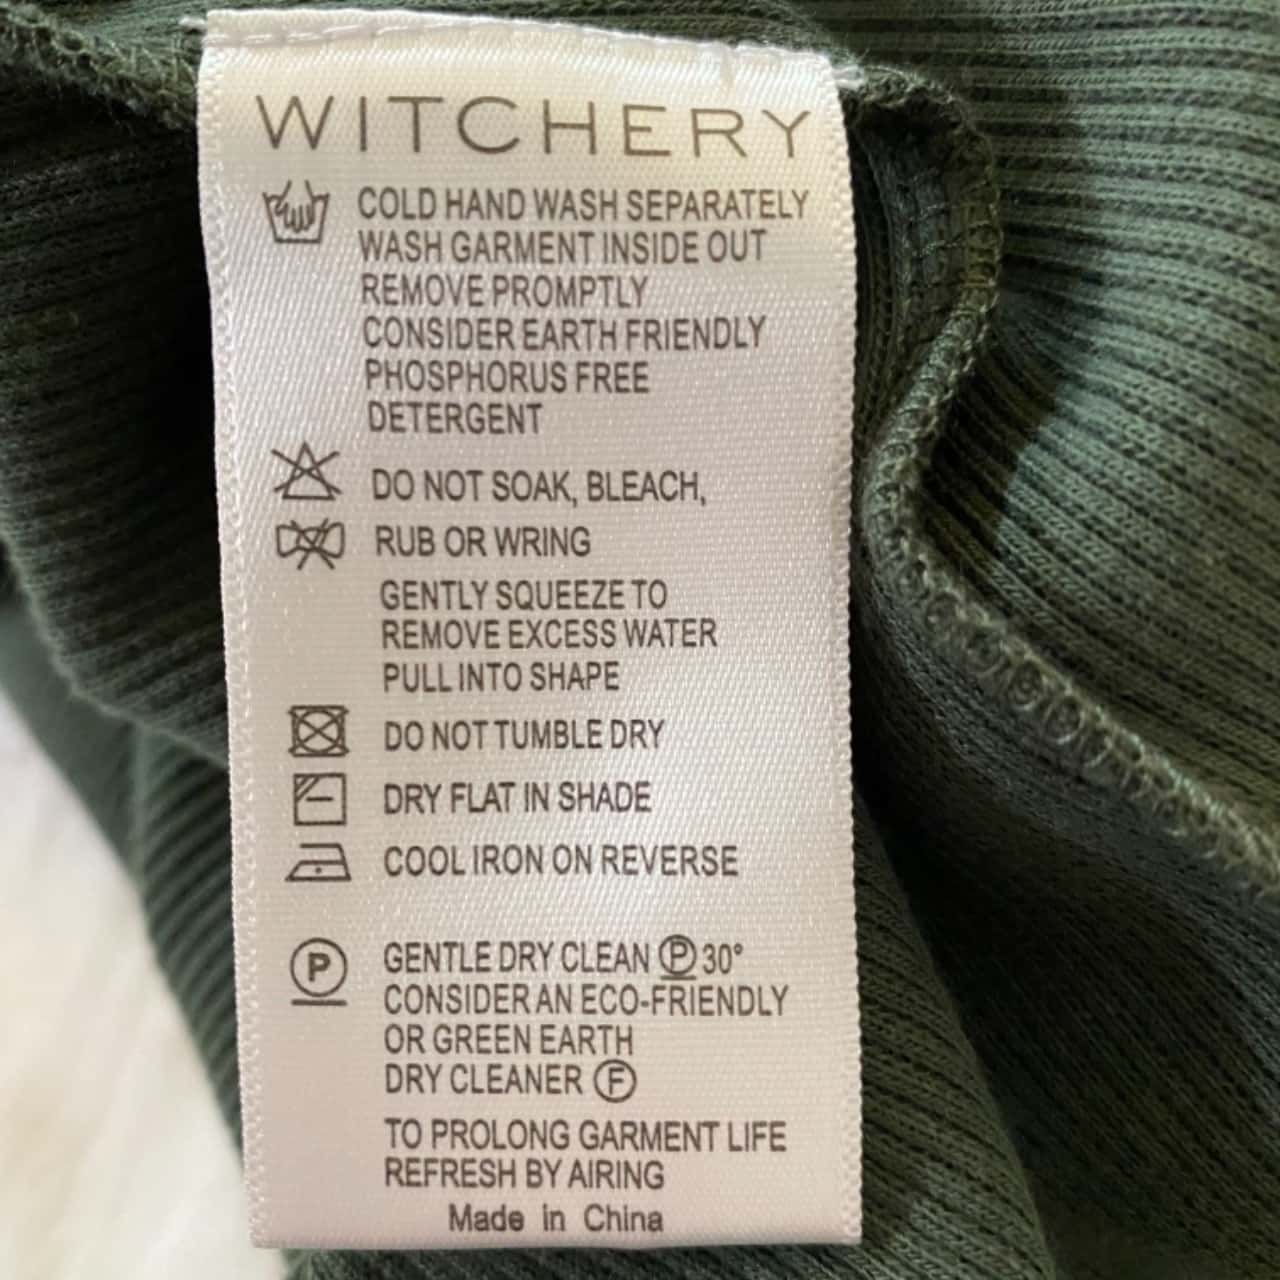 WITCHERY
COLD HAND WASH SEPARATELY
WASH GARMENT INSIDE OUT
REMOVE PROMPTLY
CONSIDER EARTH FRIENDLY
PHOSPHORUS FREE
DETERGENT
DO NOT SOAK, BLEACH,
RUB OR WRING
GENTLY SQUEEZE TO
REMOVE EXCESS WATER
PULL INTO SHAPE
DO NOT TUMBLE DRY
DRY FLAT IN SHADE
COOL IRON ON REVERSE
P GENTLE DRY CLEAN P 30°
CONSIDER AN ECO-FRIENDLY
OR GREEN EARTH
DRY CLEANER F
TO PROLONG GARMENT LIFE
REFRESH BY AIRING
Made in China